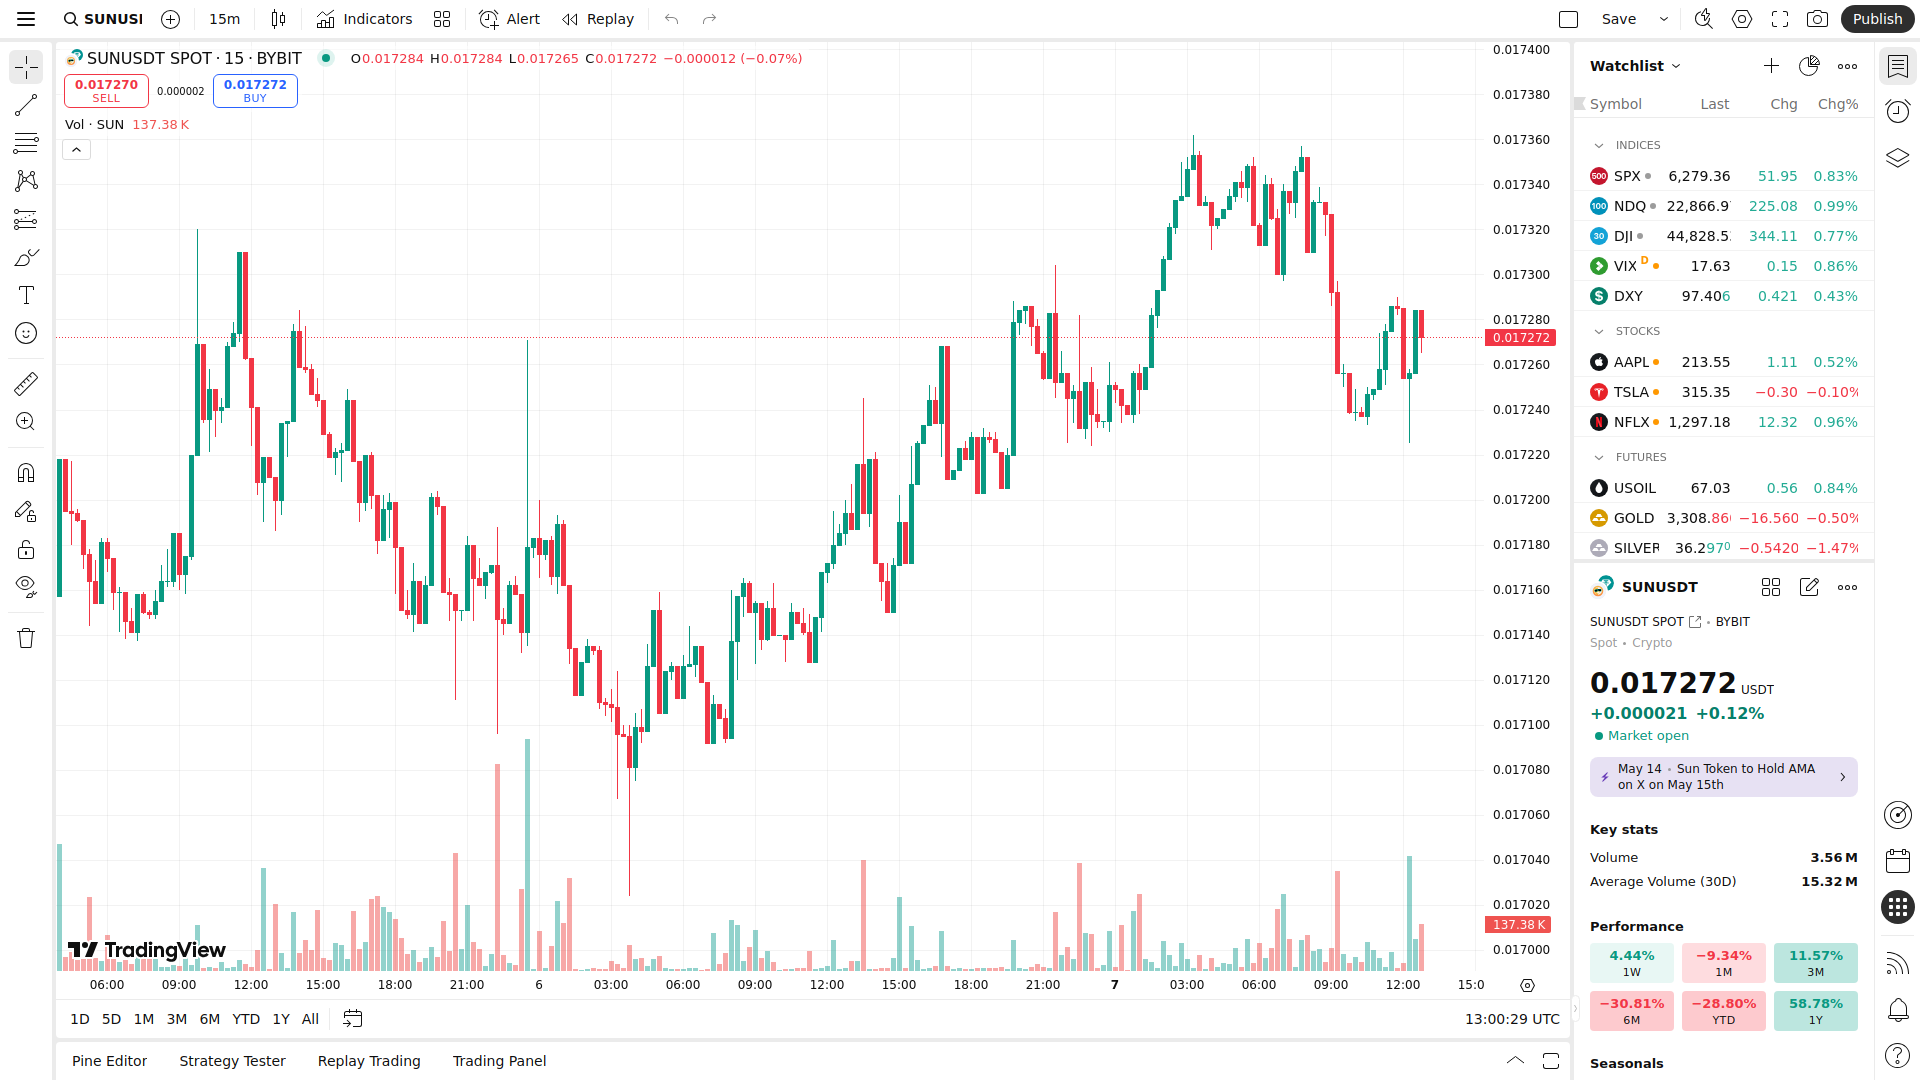 SUNUSI
15m
Indicators
Alert
Replay
Save
Publish
SUNUSDT SPOT · 15 · BYBIT
O0.017284 H0.017284 L0.017265 C0.017272 −0.000012 (−0.07%)
0.017270
SELL
0.000002
0.017272
BUY
Vol · SUN 137.38 K
0.017400
0.017380
0.017360
0.017340
0.017320
0.017300
0.017280
0.017272
0.017260
0.017240
0.017220
0.017200
0.017180
0.017160
0.017140
0.017120
0.017100
0.017080
0.017060
0.017040
0.017020
137.38 K
0.017000
TradingView
06:00 09:00 12:00 15:00 18:00 21:00 6 03:00 06:00 09:00 12:00 15:00 18:00 21:00 7 03:00 06:00 09:00 12:00 15:0
1D 5D 1M 3M 6M YTD 1Y All
13:00:29 UTC
Pine Editor Strategy Tester Replay Trading Trading Panel
Watchlist
Symbol Last Chg Chg%
INDICES
500 SPX 6,279.36 51.95 0.83%
100 NDQ 22,866.9 225.08 0.99%
30 DJI 44,828.5 344.11 0.77%
VIX D 17.63 0.15 0.86%
DXY 97.406 0.421 0.43%
STOCKS
AAPL 213.55 1.11 0.52%
TSLA 315.35 −0.30 −0.10%
NFLX 1,297.18 12.32 0.96%
FUTURES
USOIL 67.03 0.56 0.84%
GOLD 3,308.86 −16.560 −0.50%
SILVER 36.2970 −0.5420 −1.47%
SUNUSDT
SUNUSDT SPOT • BYBIT
Spot • Crypto
0.017272 USDT
+0.000021 +0.12%
Market open
May 14 • Sun Token to Hold AMA
on X on May 15th
Key stats
Volume 3.56 M
Average Volume (30D) 15.32 M
Performance
4.44% −9.34% 11.57%
1W 1M 3M
−30.81% −28.80% 58.78%
6M YTD 1Y
Seasonals